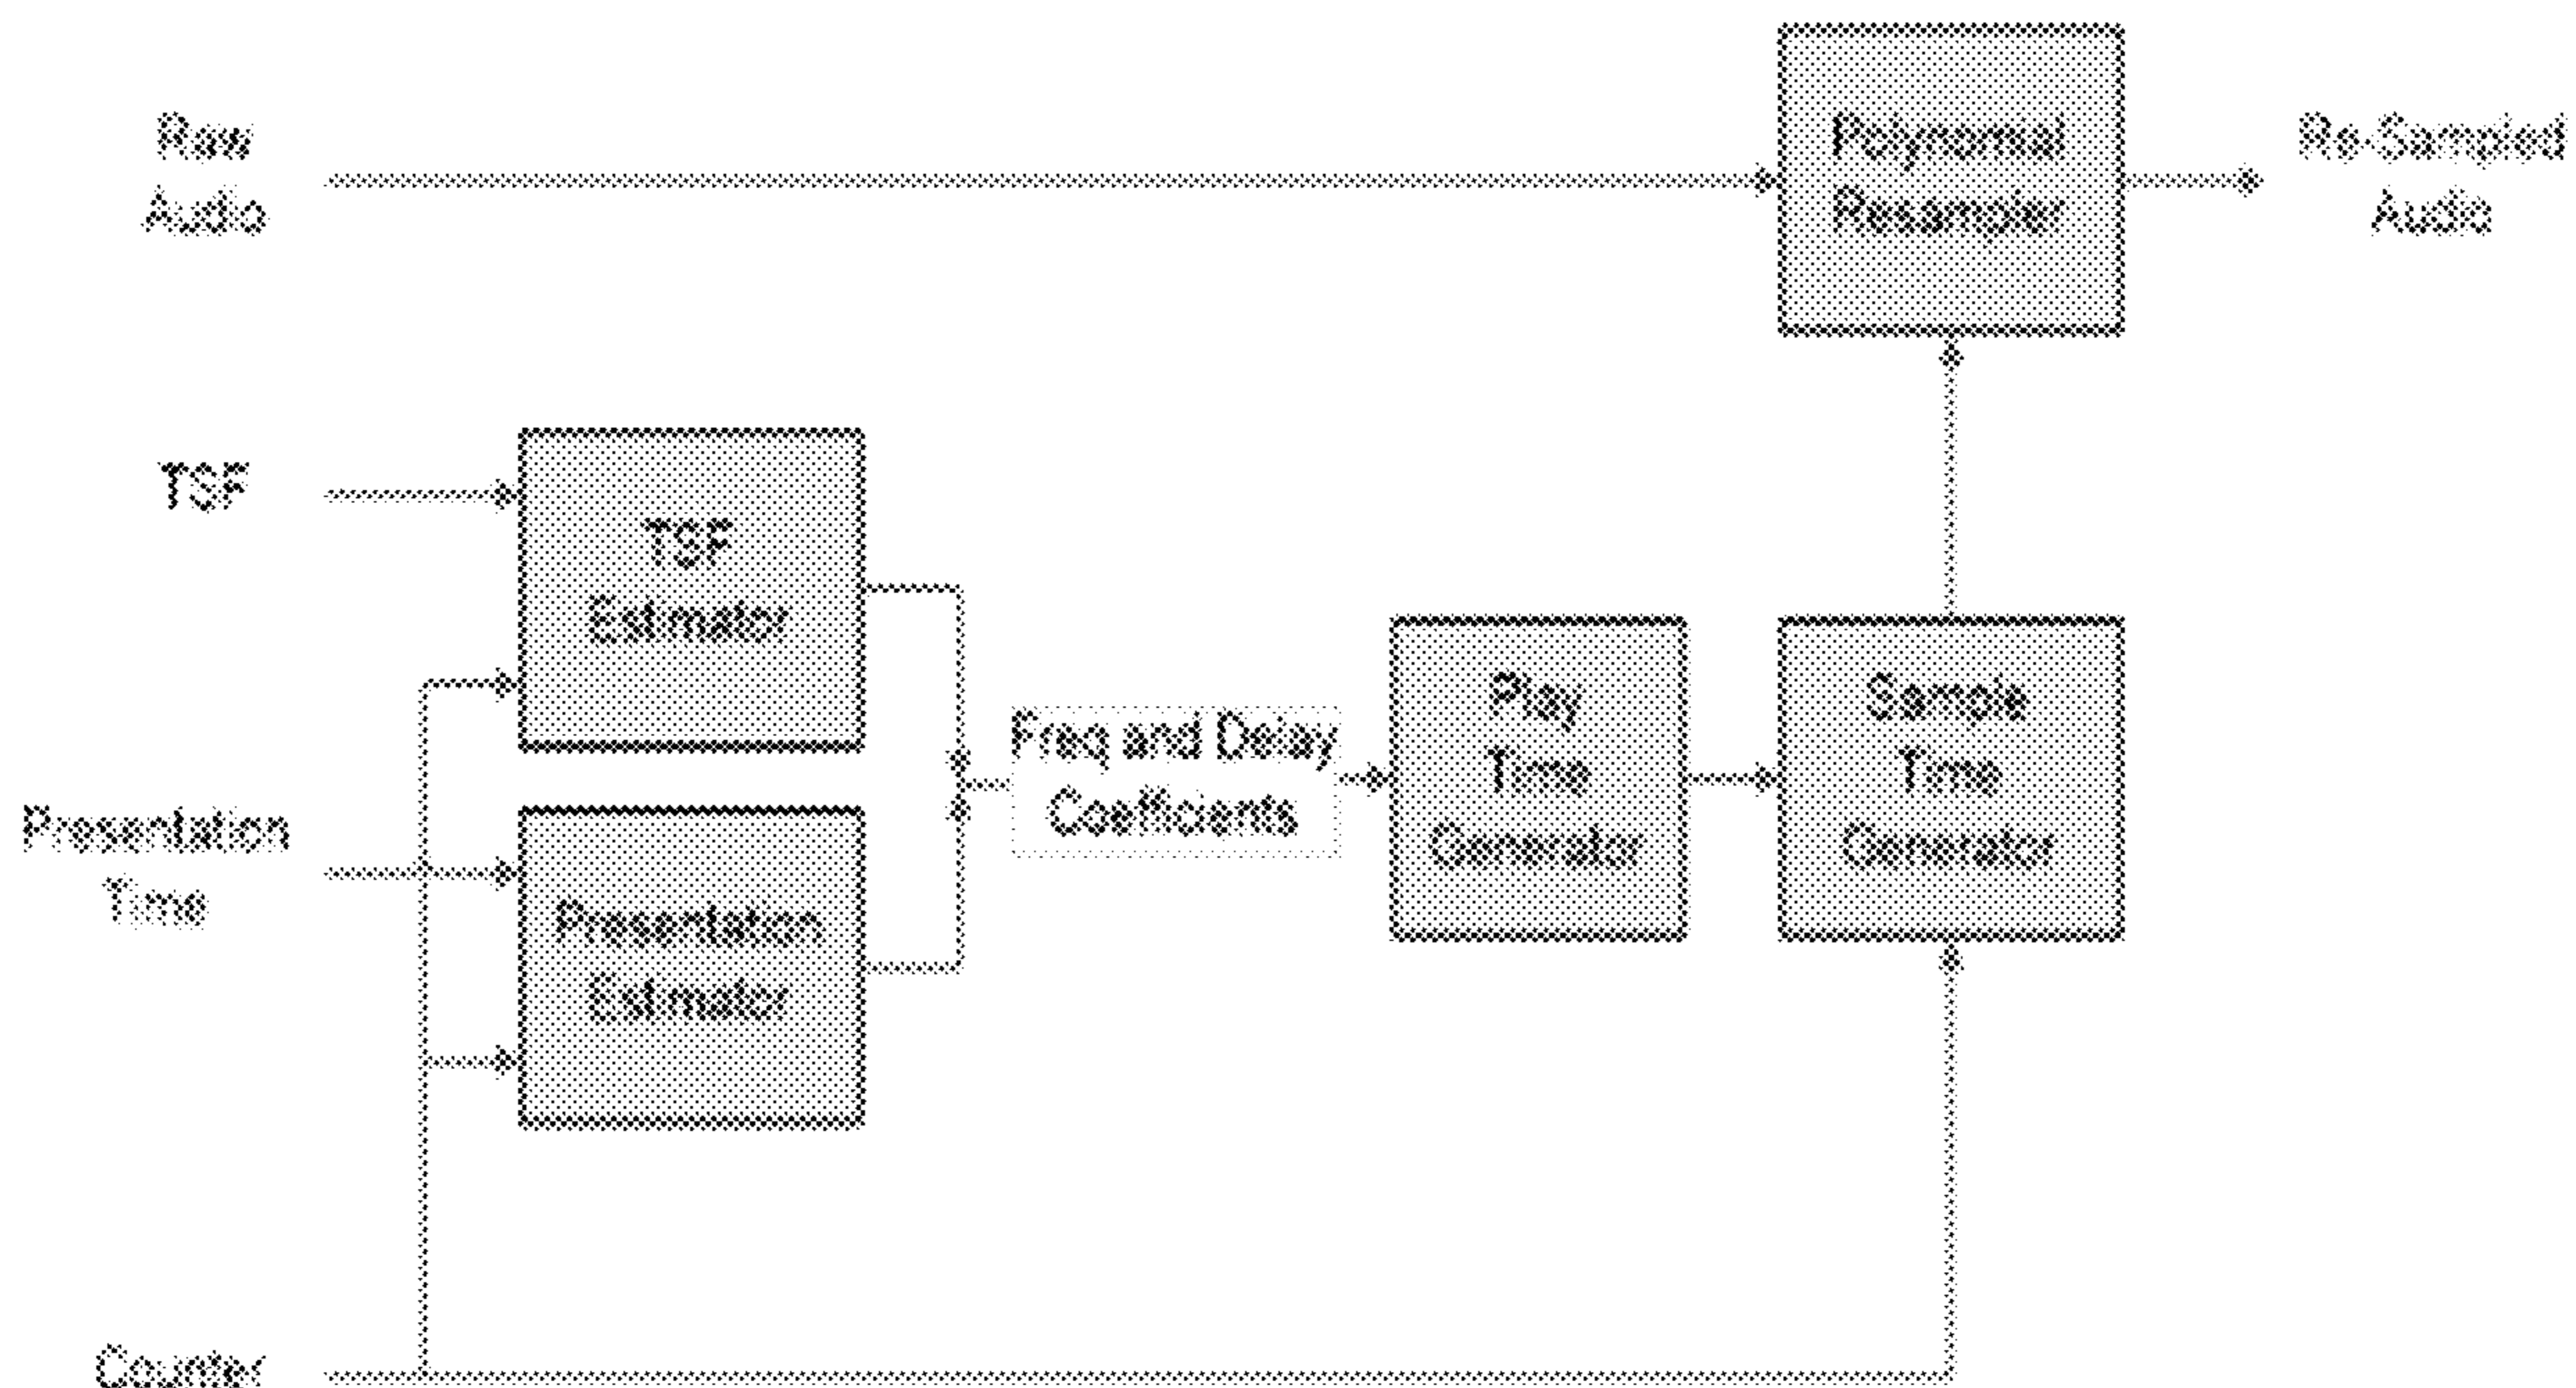 Raw
Audio
Polynomial
Resampler
Re-Sampled
Audio
TSF
TSF
Estimator
Presentation
Time
Presentation
Estimator
Freq and Delay
Coefficients
Play
Time
Generator
Sample
Time
Generator
Counter